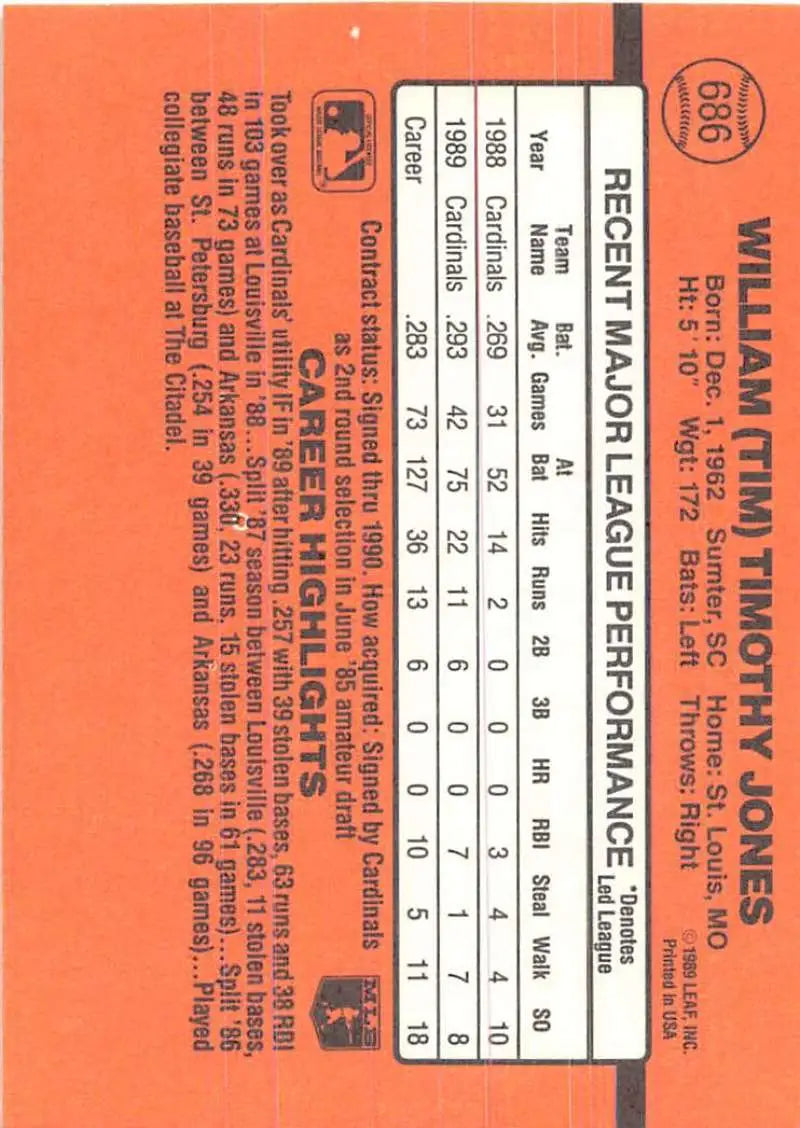 686
WILLIAM (TIM) TIMOTHY JONES
Born: Dec. 1, 1962 Sumter, SC Home: St. Louis, MO
Ht: 5' 10" Wgt: 172 Bats: Left Throws: Right
©1989 LEAF, INC.
Printed In USA
RECENT MAJOR LEAGUE PERFORMANCE *Denotes Led League
Year Team Name Bat. Avg. Games At Bat Hits Runs 2B 3B HR RBI Steal Walk SO
1988 Cardinals .269 31 52 14 2 0 0 0 3 4 4 10
1989 Cardinals .293 42 75 22 11 6 0 0 7 1 7 8
Career .283 73 127 36 13 6 0 0 10 5 11 18
Contract status: Signed thru 1990. How acquired: Signed by Cardinals
as 2nd round selection in June '85 amateur draft
CAREER HIGHLIGHTS
MLB
Took over as Cardinals' utility IF in '89 after hitting .257 with 39 stolen bases, 63 runs and 38 RBI
in 103 games at Louisville in '88...Split '87 season between Louisville (.283, 11 stolen bases,
48 runs in 73 games) and Arkansas (.330, 23 runs, 15 stolen bases in 61 games)...Split '86
between St. Petersburg (.254 in 39 games) and Arkansas (.268 in 96 games)...Played
collegiate baseball at The Citadel.